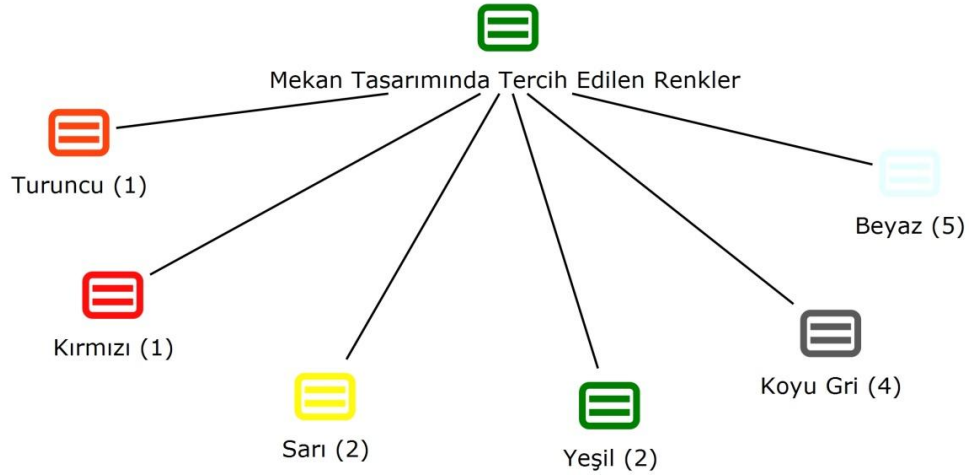 Mekan Tasarımında Tercih Edilen Renkler
Turuncu (1)
Beyaz (5)
Kırmızı (1)
Koyu Gri (4)
Sarı (2)
Yeşil (2)